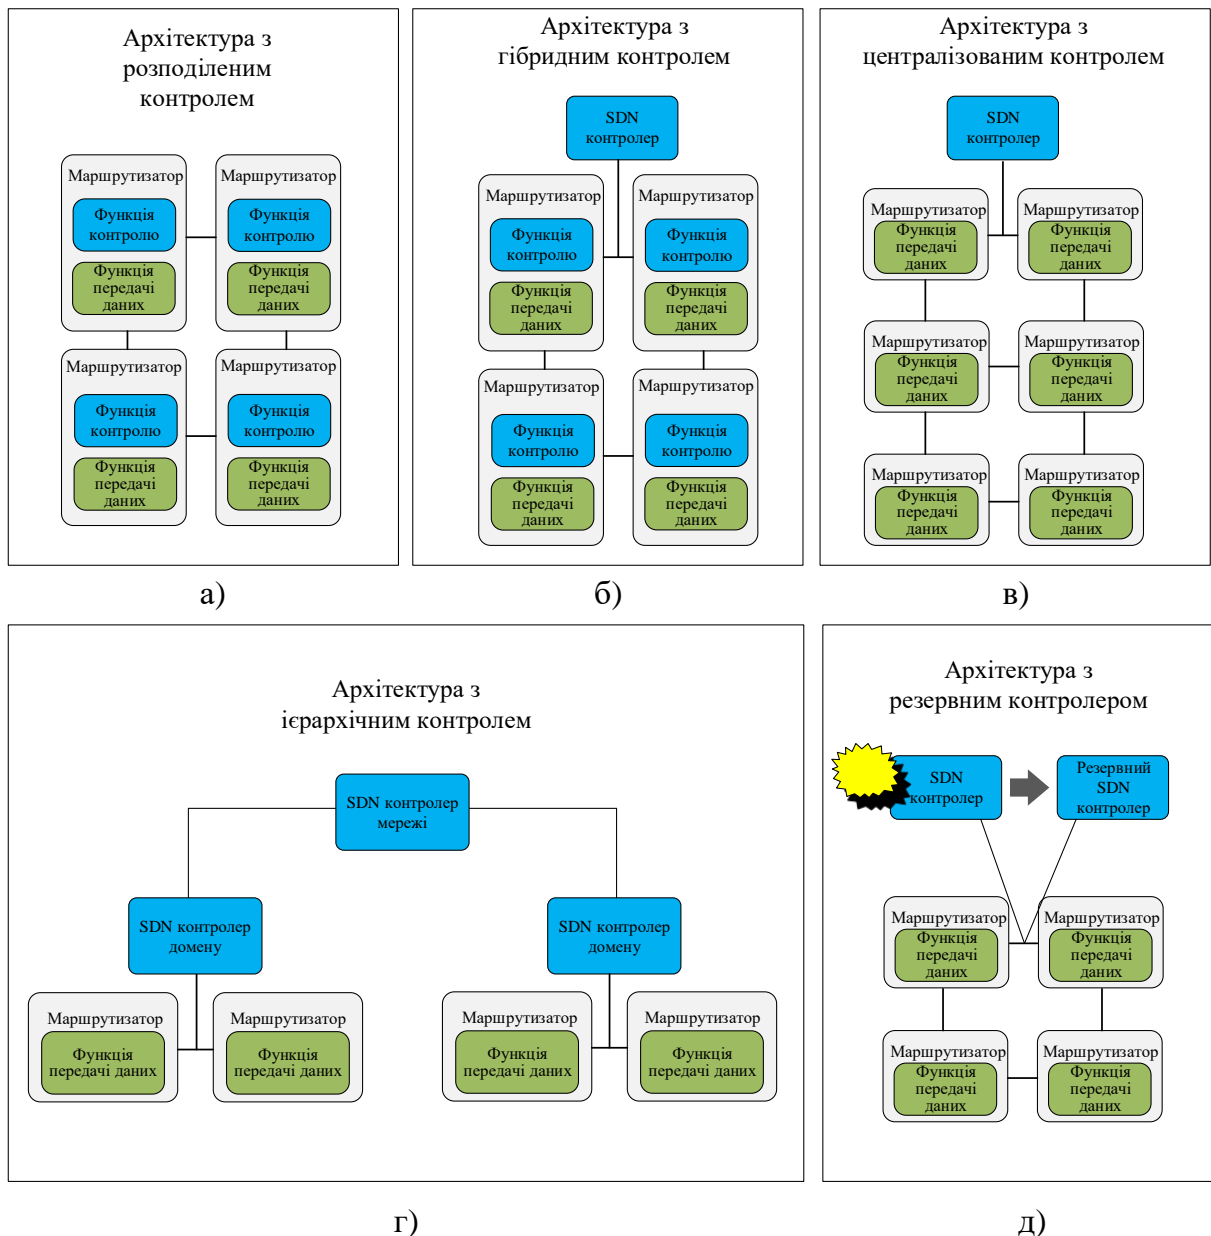 Архітектура з
розподіленим
контролем
Маршрутизатор
Функція
контролю
Функція
передачі
даних
Маршрутизатор
Функція
контролю
Функція
передачі
даних
Маршрутизатор
Функція
контролю
Функція
передачі
даних
Маршрутизатор
Функція
контролю
Функція
передачі
даних
а)
Архітектура з
гібридним контролем
SDN
контролер
Маршрутизатор
Функція
контролю
Функція
передачі
даних
Маршрутизатор
Функція
контролю
Функція
передачі
даних
Маршрутизатор
Функція
контролю
Функція
передачі
даних
Маршрутизатор
Функція
контролю
Функція
передачі
даних
б)
Архітектура з
централізованим контролем
SDN
контролер
Маршрутизатор
Функція
передачі
даних
Маршрутизатор
Функція
передачі
даних
Маршрутизатор
Функція
передачі
даних
Маршрутизатор
Функція
передачі
даних
Маршрутизатор
Функція
передачі
даних
Маршрутизатор
Функція
передачі
даних
в)
Архітектура з
ієрархічним контролем
SDN контролер
мережі
SDN контролер
домену
SDN контролер
домену
Маршрутизатор
Функція
передачі даних
Маршрутизатор
Функція
передачі даних
Маршрутизатор
Функція
передачі даних
Маршрутизатор
Функція
передачі даних
г)
Архітектура з
резервним контролером
SDN
контролер
Резервний
SDN
контролер
Маршрутизатор
Функція
передачі
даних
Маршрутизатор
Функція
передачі
даних
Маршрутизатор
Функція
передачі
даних
Маршрутизатор
Функція
передачі
даних
д)